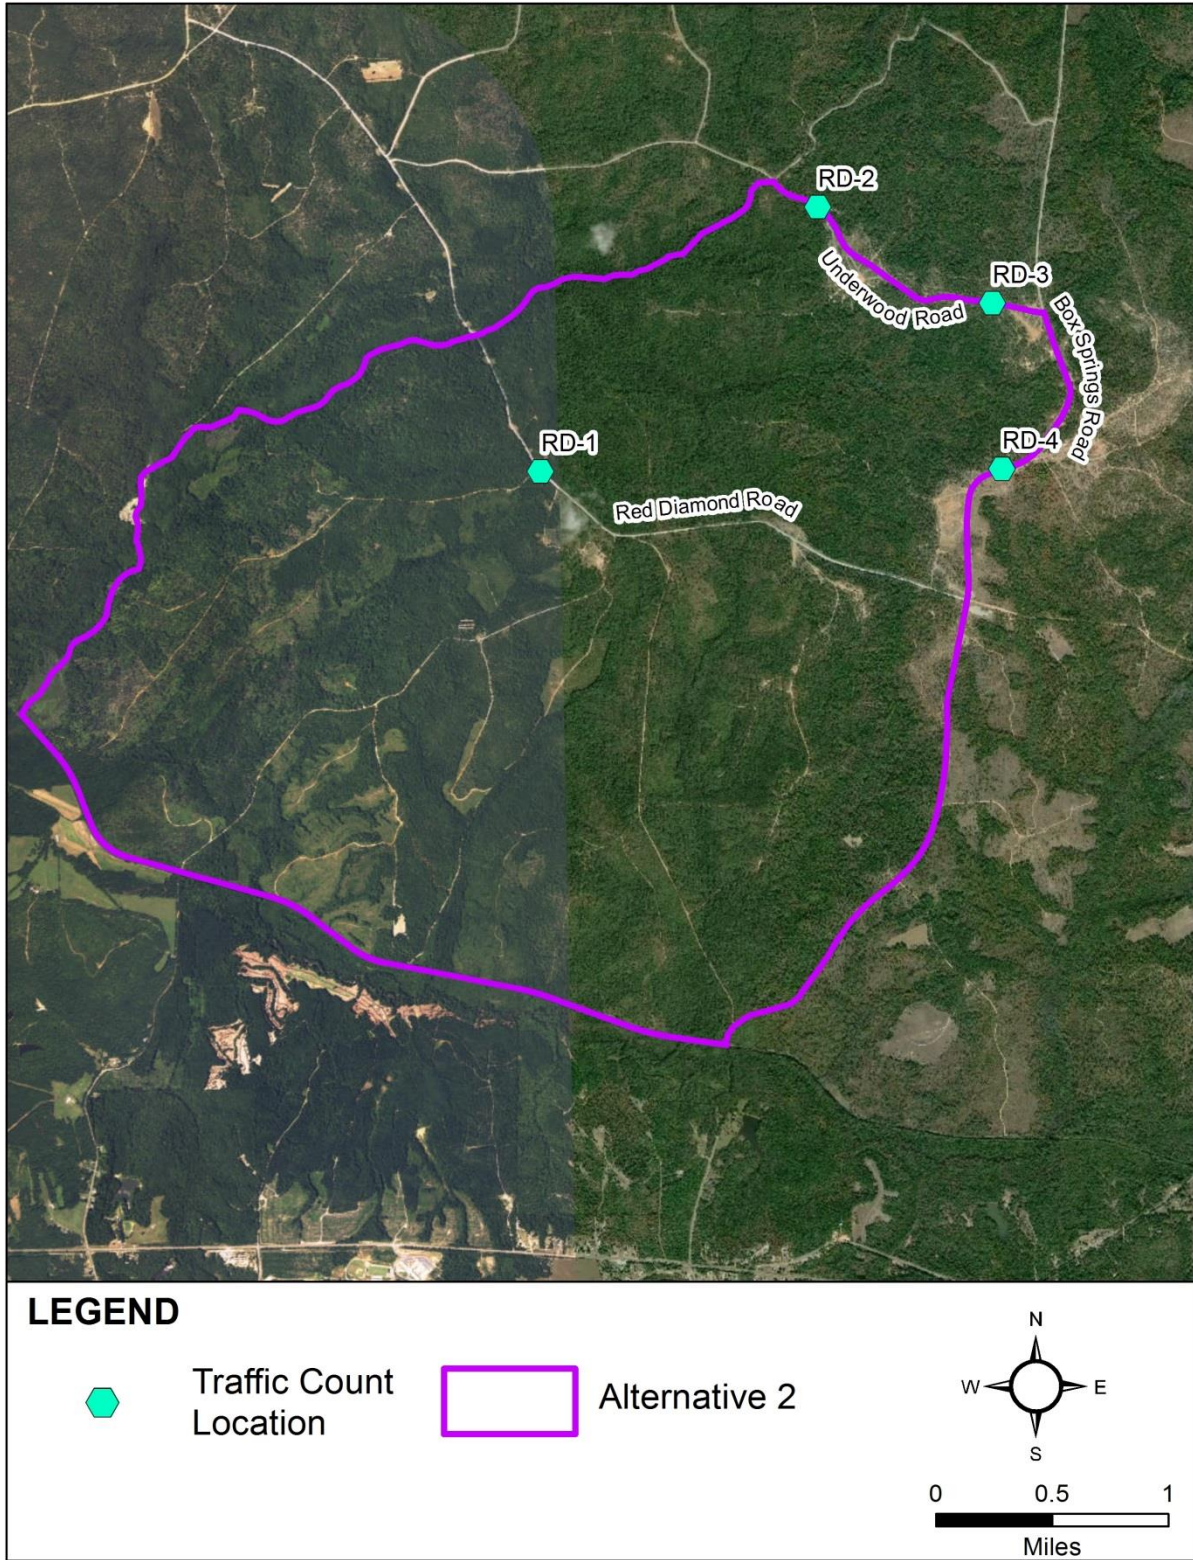 RD-2
RD-3
Underwood Road
Box Springs Road
RD-1
RD-4
Red Diamond Road
LEGEND
Traffic Count
Location
Alternative 2
N
W
E
S
0
0.5
1
Miles